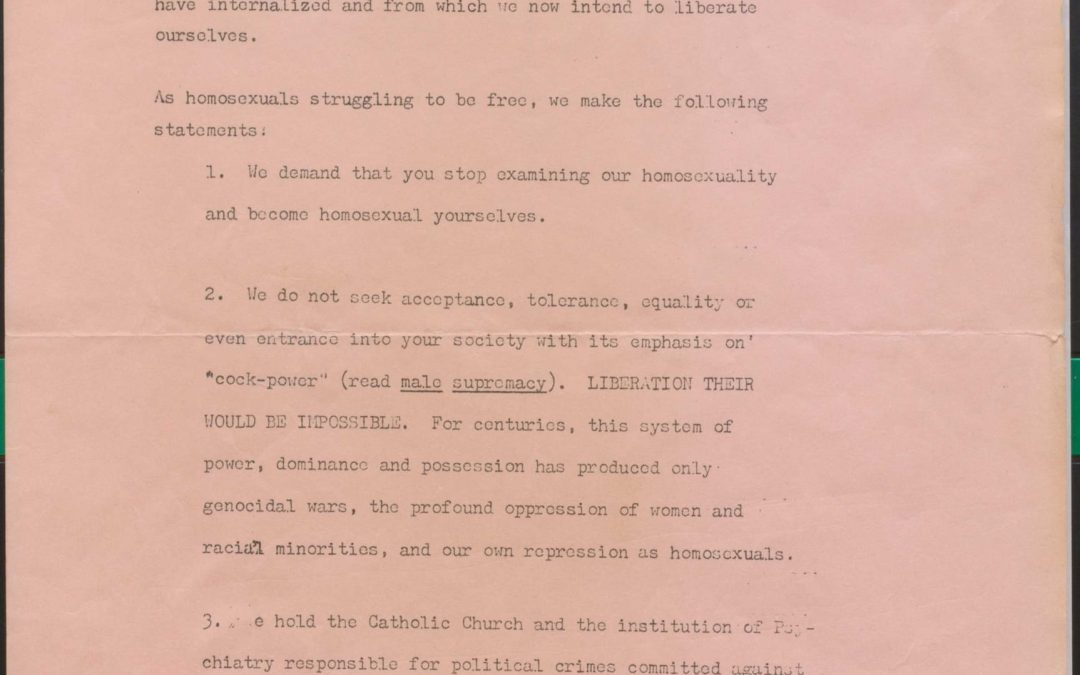 have internalized and from which we now intend to liberate
ourselves.
As homosexuals struggling to be free, we make the following
statements:
1. We demand that you stop examining our homosexuality
and become homosexual yourselves.
2. We do not seek acceptance, tolerance, equality or
even entrance into your society with its emphasis on'
"cock-power" (read male supremacy). LIBERATION THEIR
WOULD BE IMPOSSIBLE. For centuries, this system of
power, dominance and possession has produced only
genocidal wars, the profound oppression of women and
racial minorities, and our own repression as homosexuals.
3. e hold the Catholic Church and the institution of Psy-
chiatry responsible for political crimes committed against